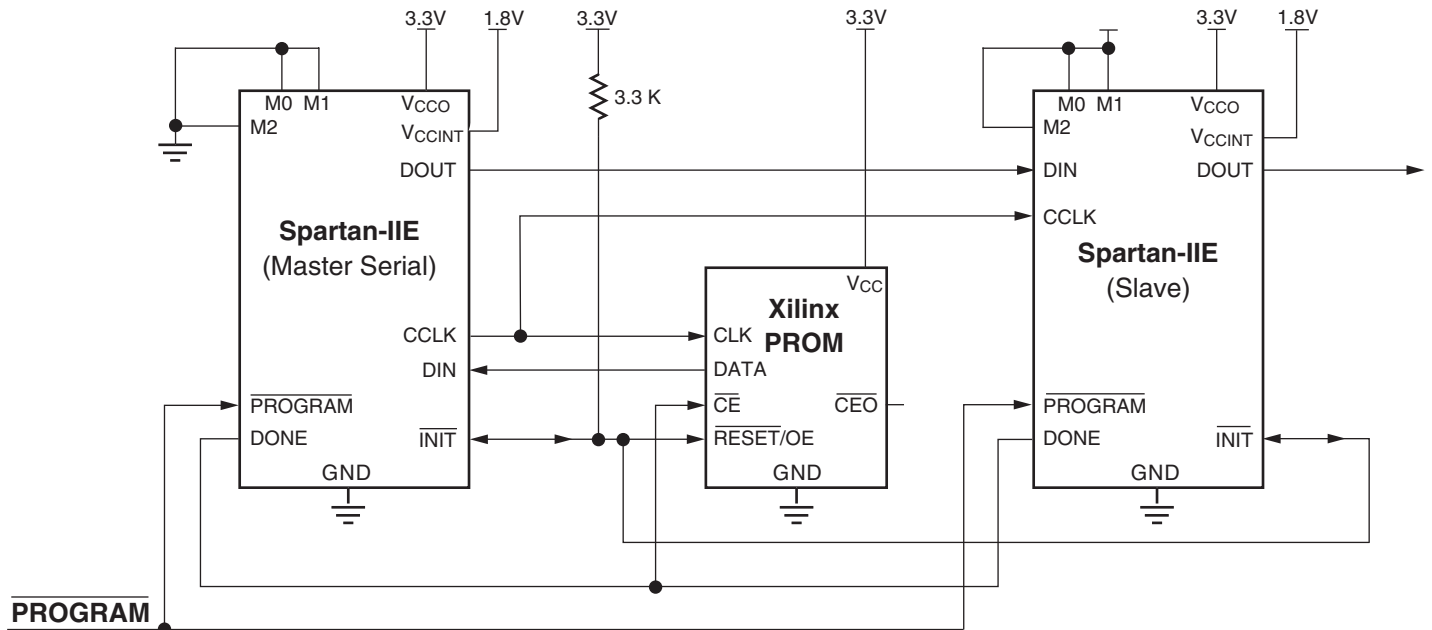 3.3V 1.8V 3.3V 3.3V 3.3V 1.8V
M0 M1 VCCO
M2 VCCINT
DOUT
Spartan-IIE
(Master Serial)
CCLK
DIN
PROGRAM
DONE INIT
GND
3.3 K
VCC
Xilinx
PROM
CLK
DATA
CE CEO
RESET/OE
GND
M0 M1 VCCO
M2 VCCINT
DIN DOUT
CCLK
Spartan-IIE
(Slave)
PROGRAM
DONE INIT
GND
PROGRAM